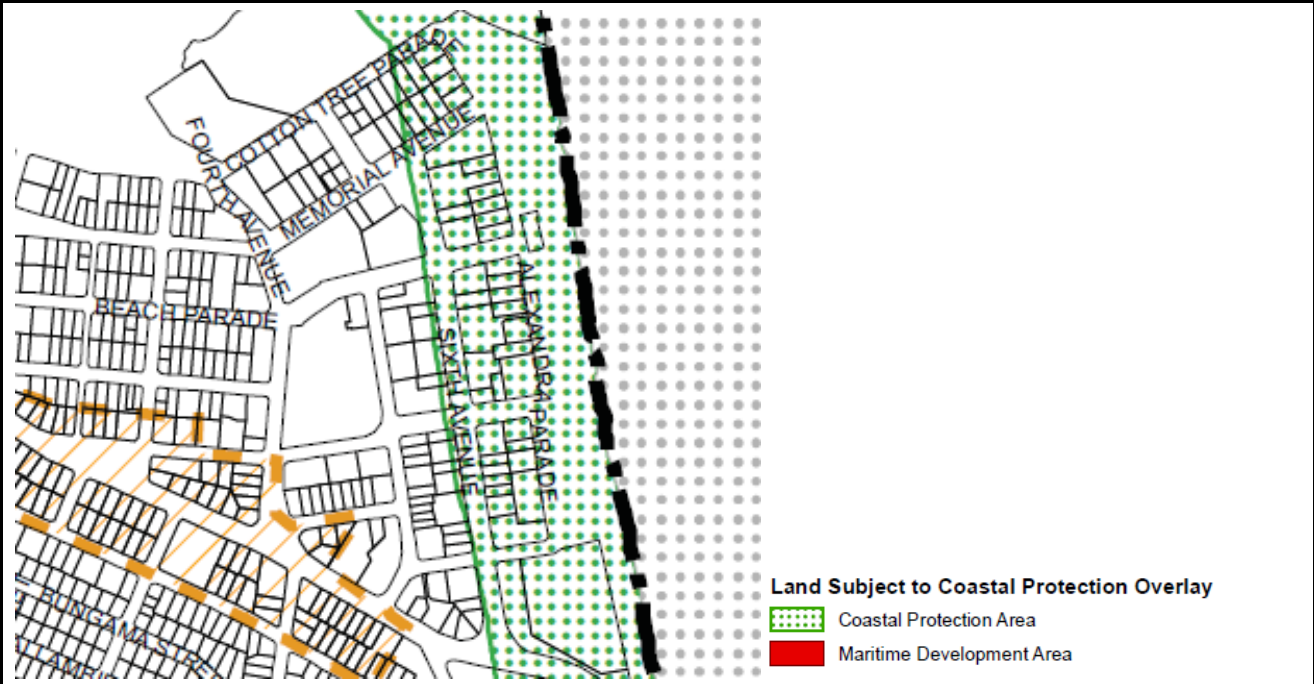 COTTON TREE PARADE
FOURTH AVENUE
MEMORIAL AVENUE
BEACH PARADE
ALEXANDRA PARADE
SIXTH AVENUE
BUNGAMA
Land Subject to Coastal Protection Overlay
Coastal Protection Area
Maritime Development Area